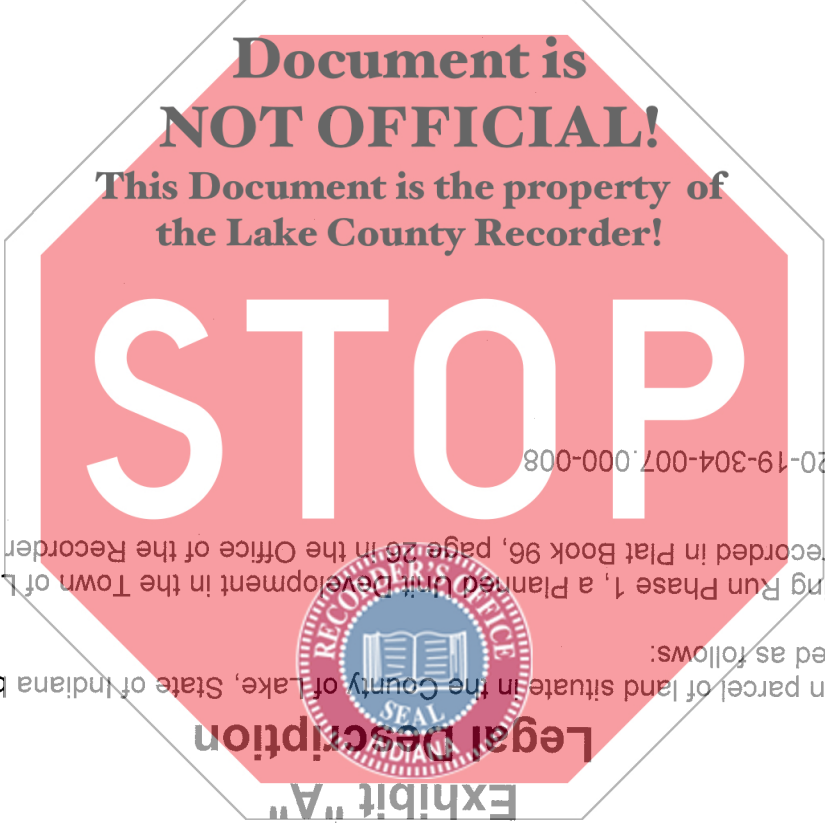 Document is
NOT OFFICIAL!
This Document is the property of
the Lake County Recorder!
STOP
RECORDER'S OFFICE
SEAL
INDIANA
Exhibit "A"
Legal Description
parcel of land situate in the County of Lake, State of Indiana
ed as follows:
Run Phase 1, a Planned Unit Development in the Town of
ecorded in Plat Book 96, page 26 in the Office of the Recorder
20-19-304-007.000-008